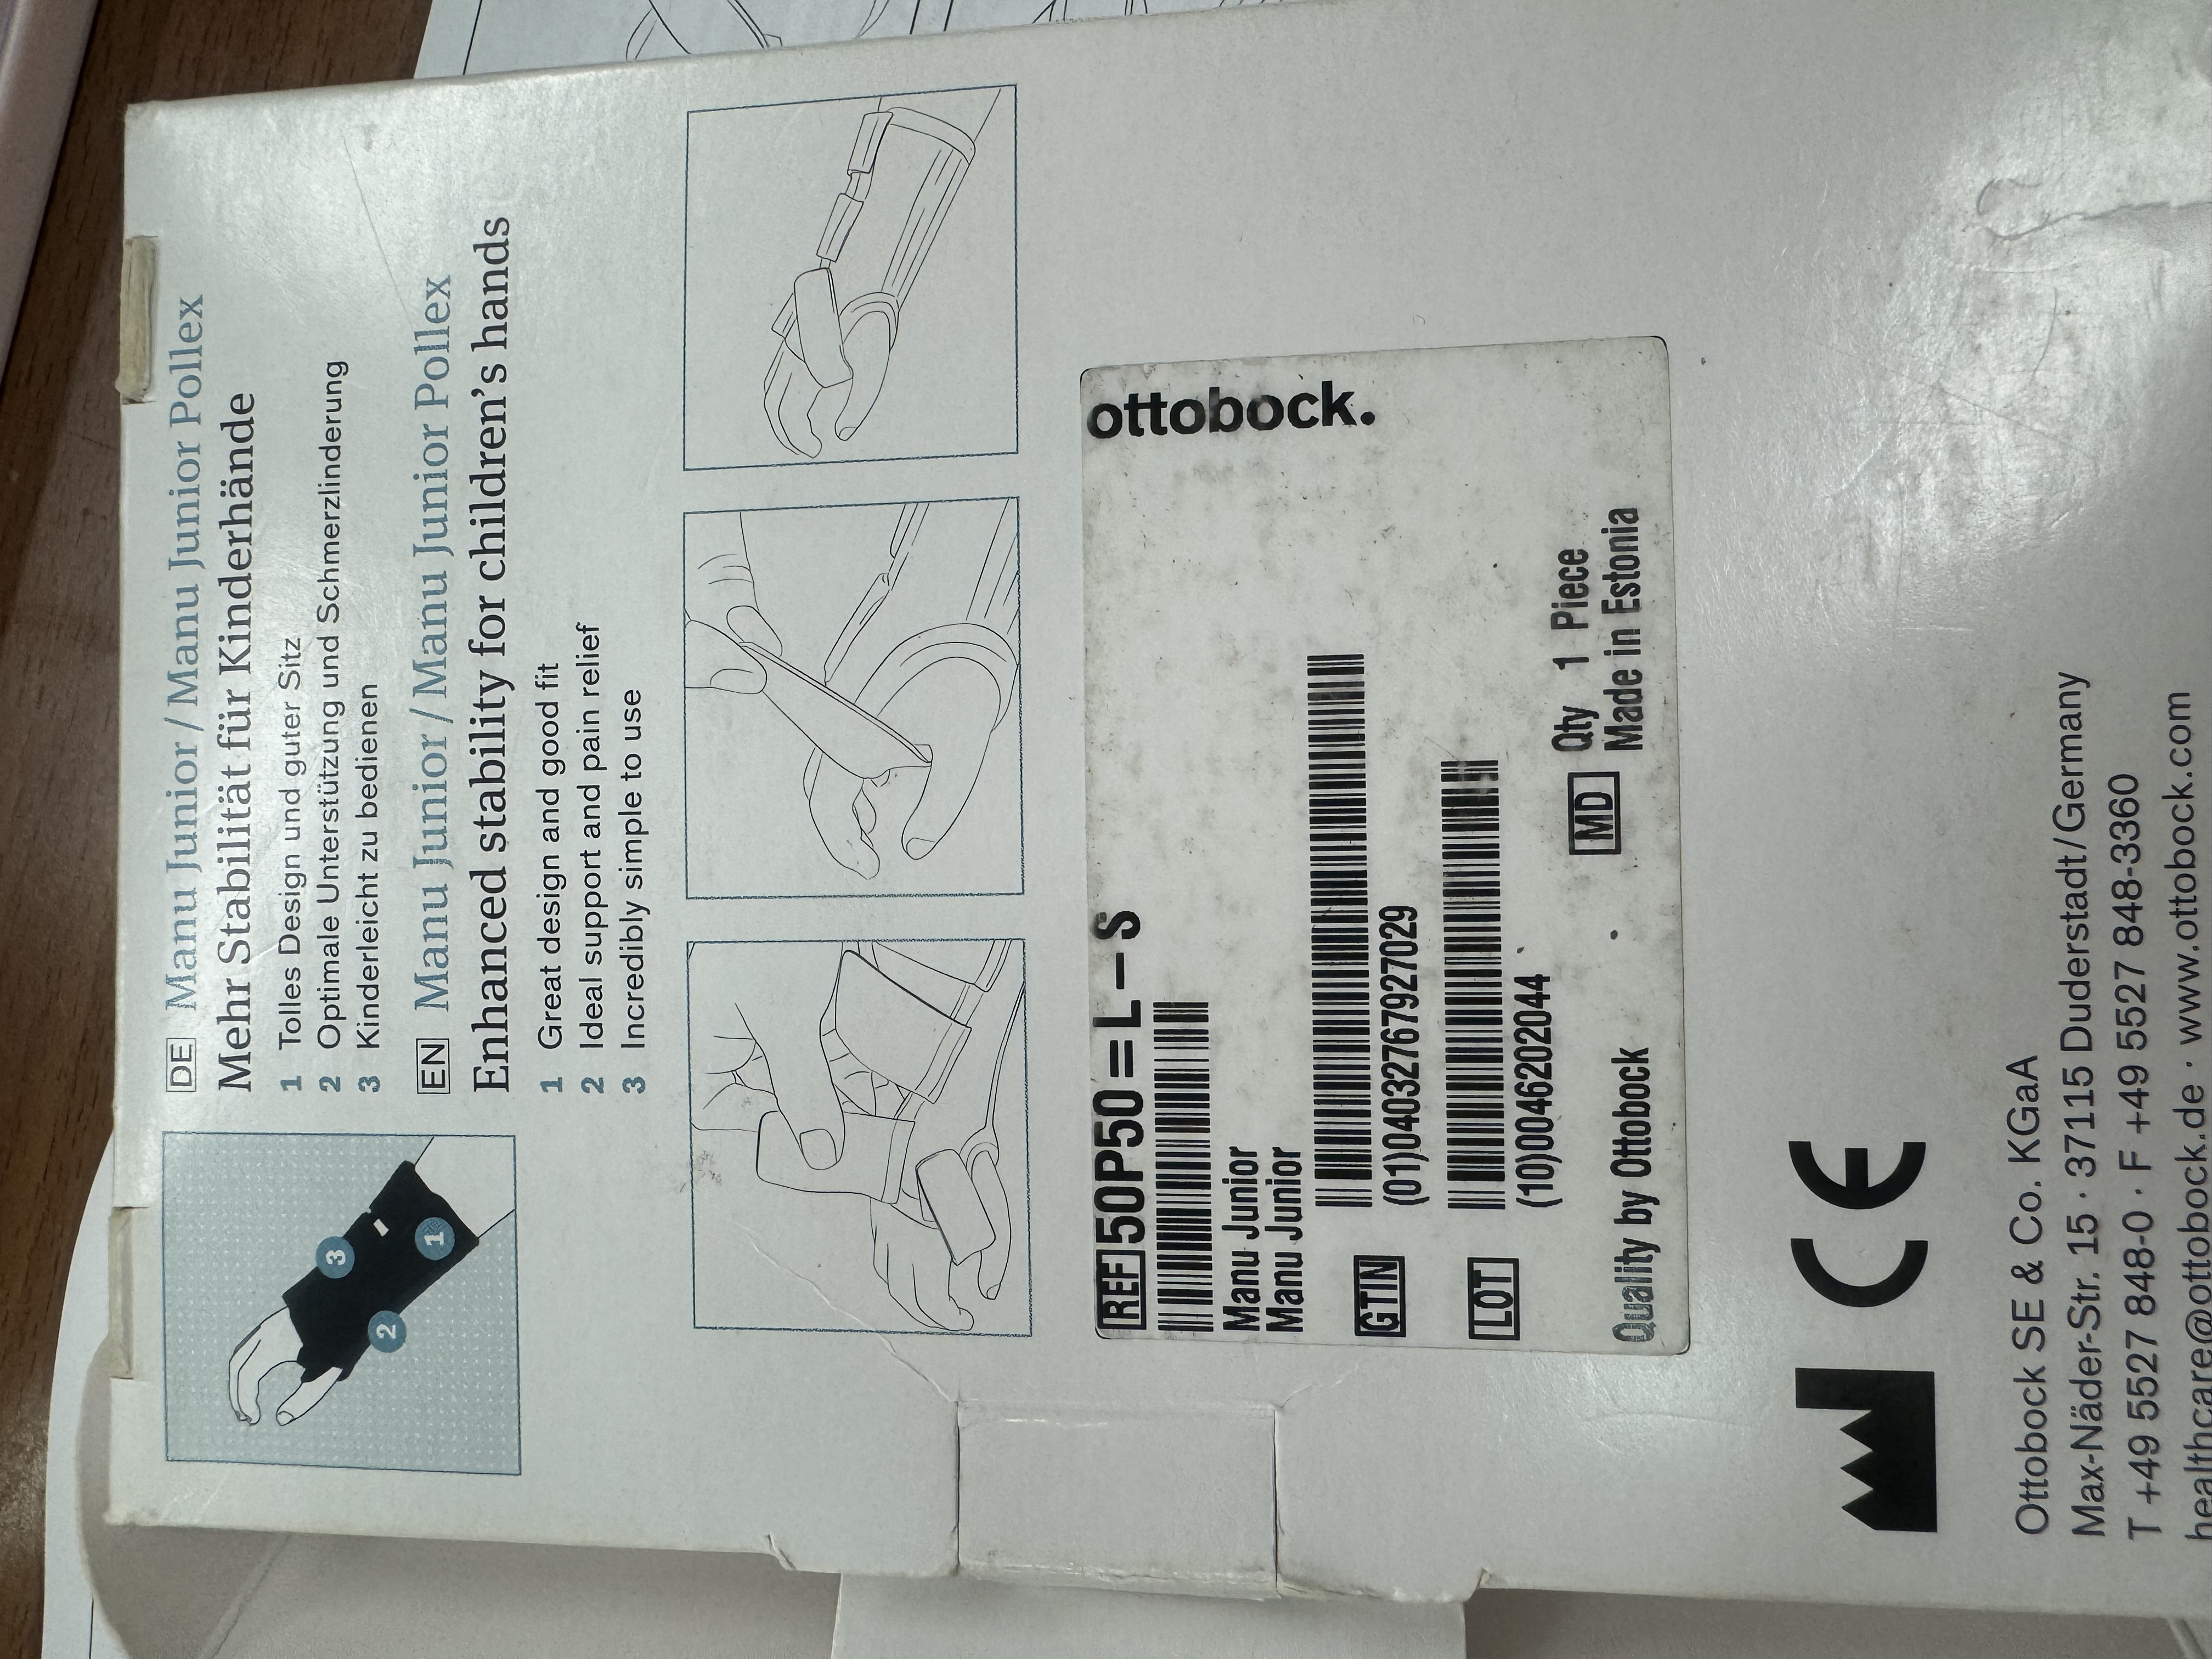 DE Manu Junior / Manu Junior Pollex
Mehr Stabilität für Kinderhände
1 Tolles Design und guter Sitz
2 Optimale Unterstützung und Schmerzlinderung
3 Kinderleicht zu bedienen
EN Manu Junior / Manu Junior Pollex
Enhanced stability for children's hands
1 Great design and good fit
2 Ideal support and pain relief
3 Incredibly simple to use
3
2
1
ottobock.
REF 50P50=L-S
Manu Junior
Manu Junior
GTIN
(01)04032767927029
LOT
(10)0046202044
MD
Qty 1 Piece
Made in Estonia
Quality by Ottobock
CE
Ottobock SE & Co. KGaA
Max-Näder-Str. 15 · 37115 Duderstadt/Germany
T +49 5527 848-0 · F +49 5527 848-3360
healthcare@ottobock.de · www.ottobock.com